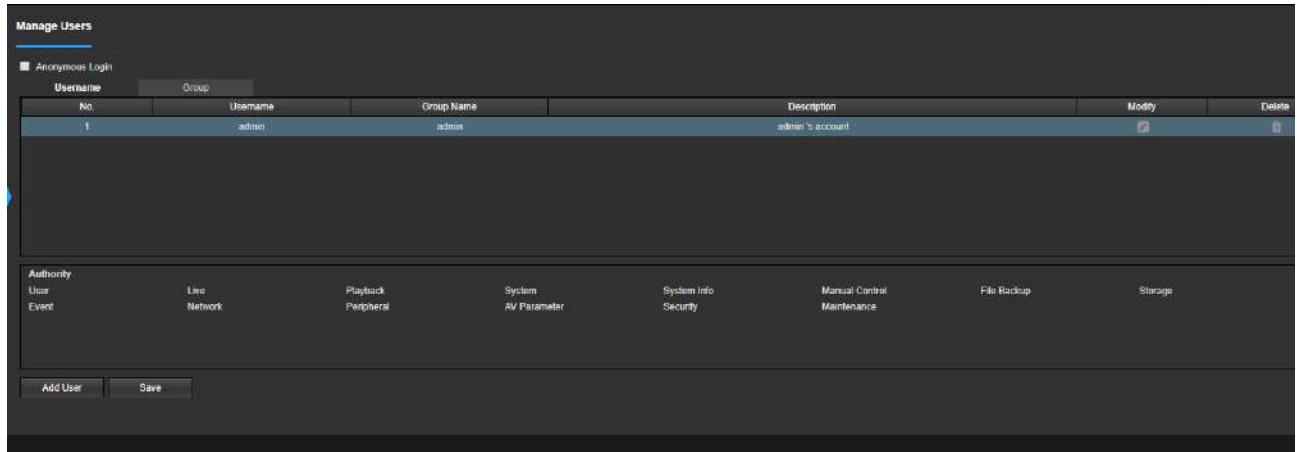 Manage Users
Anonymous Login
Username Group
No. Username Group Name Description Modify Delete
1 admin admin admin 's account
Authority
User Live Playback System System Info Manual Control File Backup Storage
Event Network Peripheral AV Parameter Security Maintenance
Add User Save